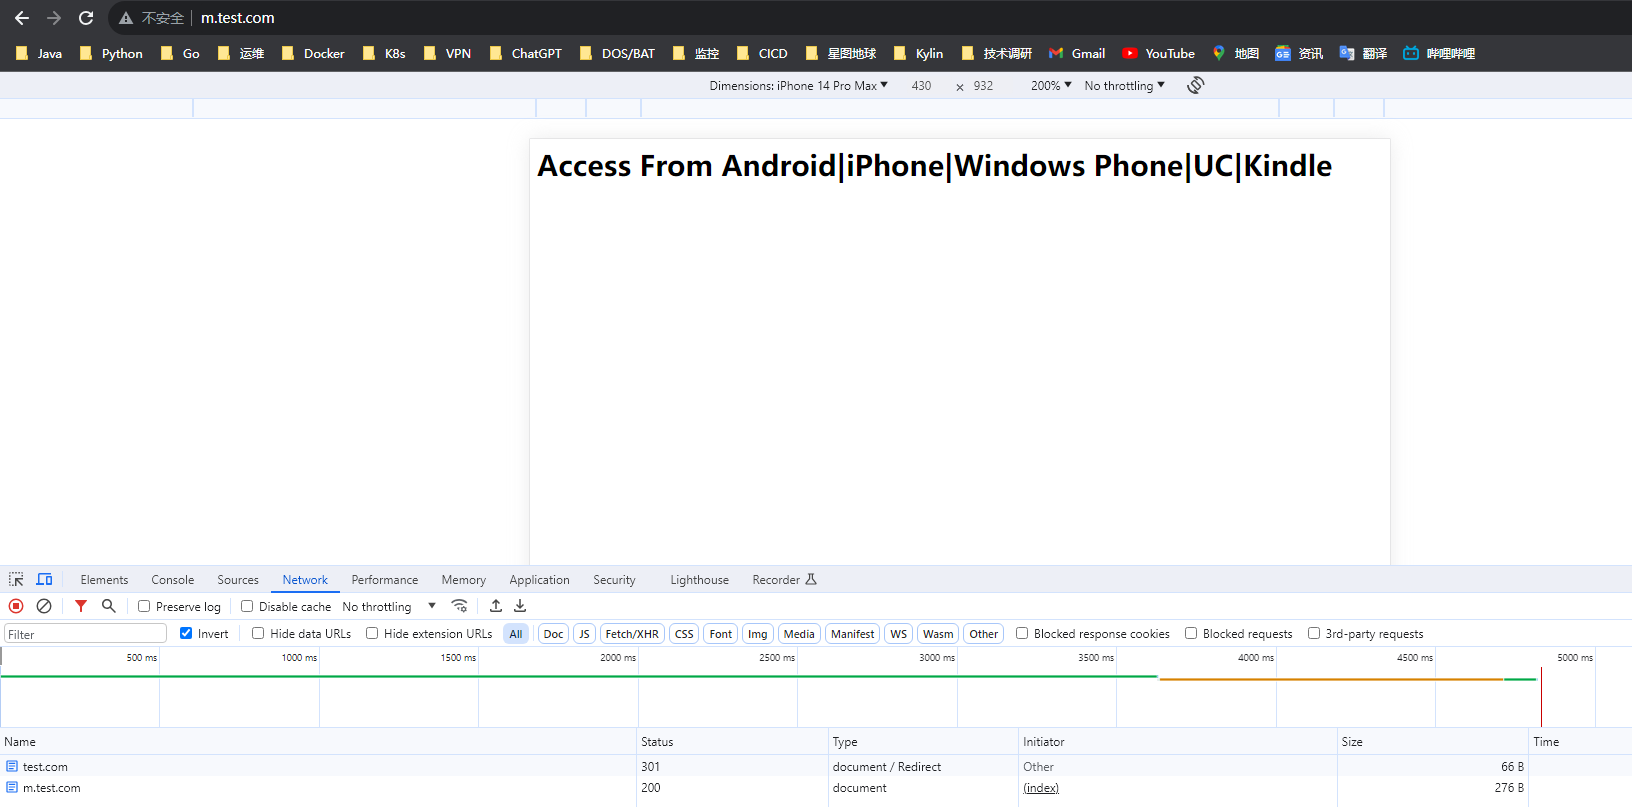 不安全 m.test.com
Java Python Go 运维 Docker K8s VPN ChatGPT DOS/BAT 监控 CICD 星图地球 Kylin 技术调研 Gmail YouTube 地图 资讯 翻译 哔哩哔哩
Dimensions: iPhone 14 Pro Max 430 × 932 200% No throttling
Access From Android|iPhone|Windows Phone|UC|Kindle
Elements Console Sources Network Performance Memory Application Security Lighthouse Recorder
Preserve log Disable cache No throttling
Filter Invert Hide data URLs Hide extension URLs All Doc JS Fetch/XHR CSS Font Img Media Manifest WS Wasm Other Blocked response cookies Blocked requests 3rd-party requests
500 ms 1000 ms 1500 ms 2000 ms 2500 ms 3000 ms 3500 ms 4000 ms 4500 ms 5000 ms
Name Status Type Initiator Size Time
test.com 301 document / Redirect Other 66 B
m.test.com 200 document (index) 276 B